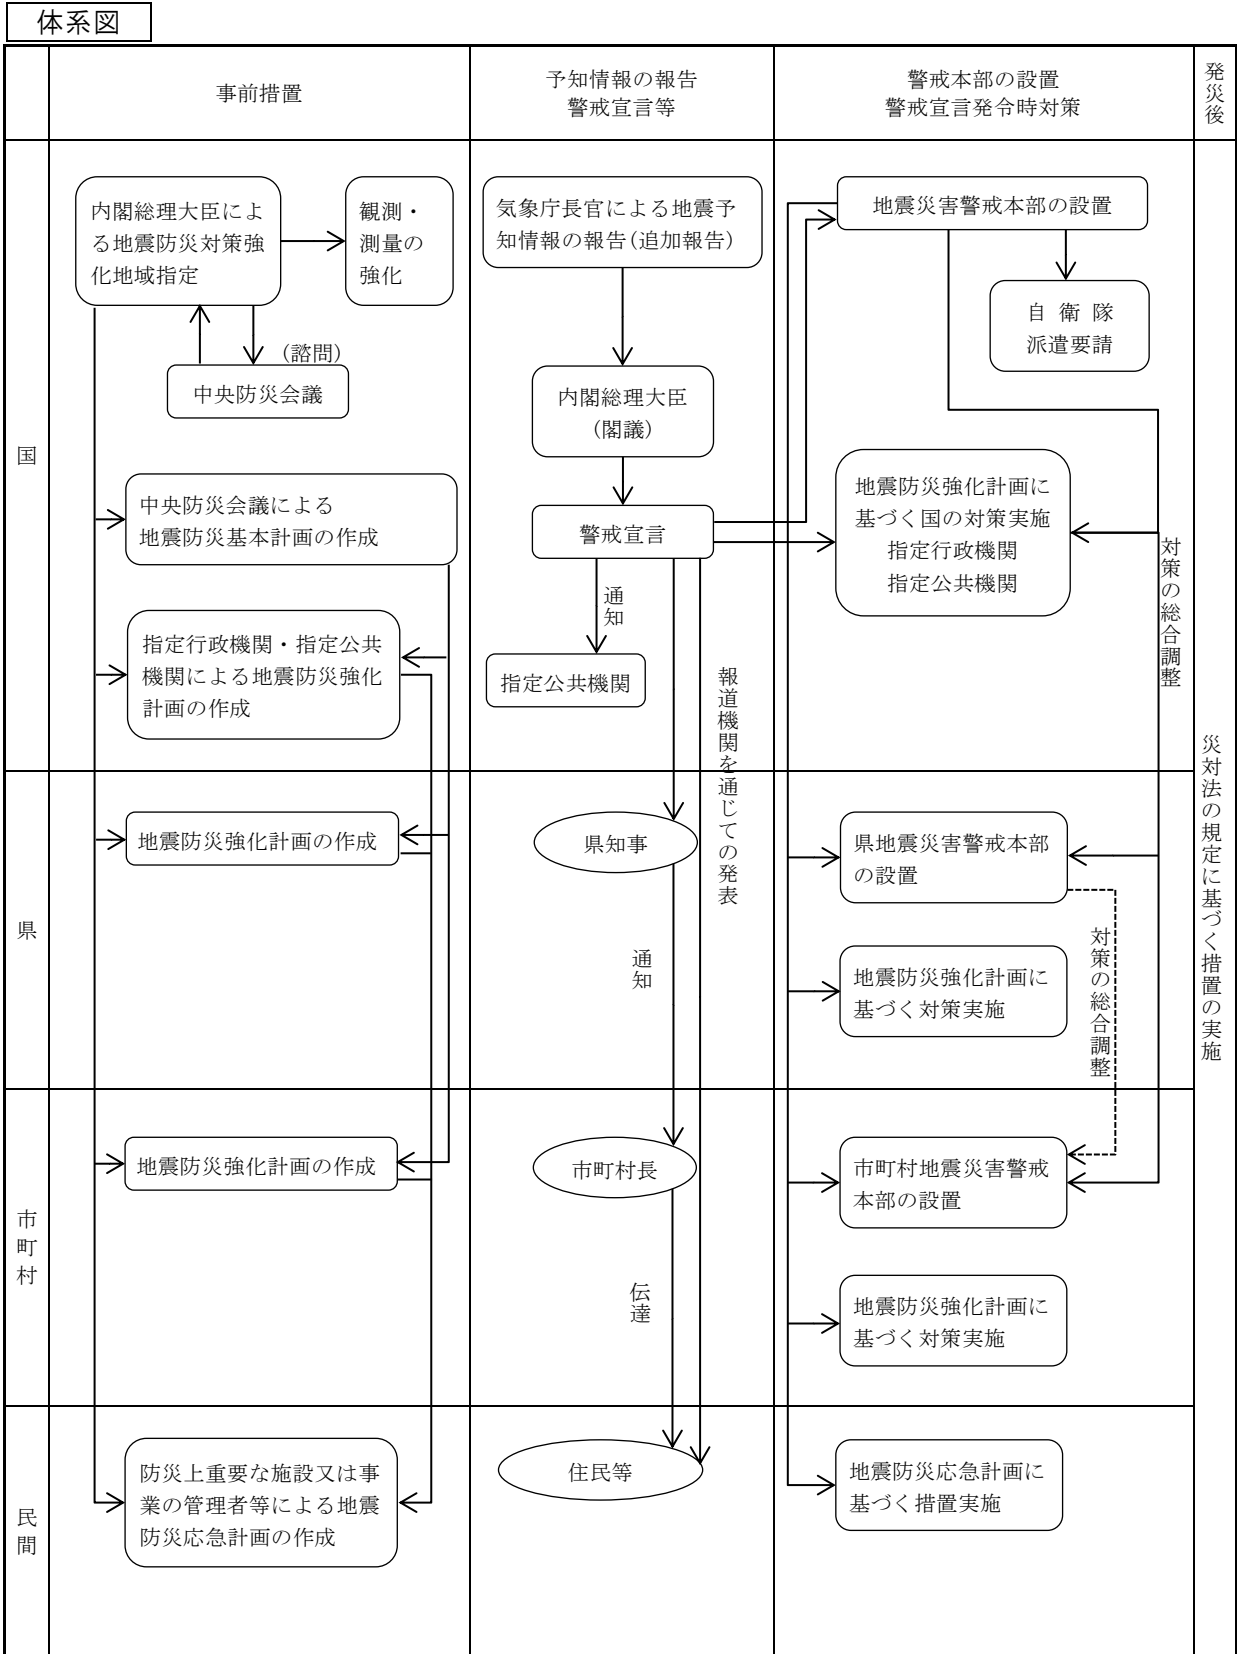 体系図
事前措置
予知情報の報告
警戒宣言等
警戒本部の設置
警戒宣言発令時対策
発災後
国
内閣総理大臣によ
る地震防災対策強
化地域指定
観測・
測量の
強化
(諮問)
中央防災会議
中央防災会議による
地震防災基本計画の作成
指定行政機関・指定公共
機関による地震防災強化
計画の作成
気象庁長官による地震予
知情報の報告(追加報告)
内閣総理大臣
(閣議)
警戒宣言
通知
指定公共機関
報道機関を通じての発表
地震災害警戒本部の設置
自衛隊
派遣要請
地震防災強化計画に
基づく国の対策実施
指定行政機関
指定公共機関
対策の総合調整
災対法の規定に基づく措置の実施
県
地震防災強化計画の作成
県知事
通知
県地震災害警戒本部
の設置
地震防災強化計画に
基づく対策実施
対策の総合調整
市町村
地震防災強化計画の作成
市町村長
伝達
市町村地震災害警戒
本部の設置
地震防災強化計画に
基づく対策実施
民間
防災上重要な施設又は事
業の管理者等による地震
防災応急計画の作成
住民等
地震防災応急計画に
基づく措置実施